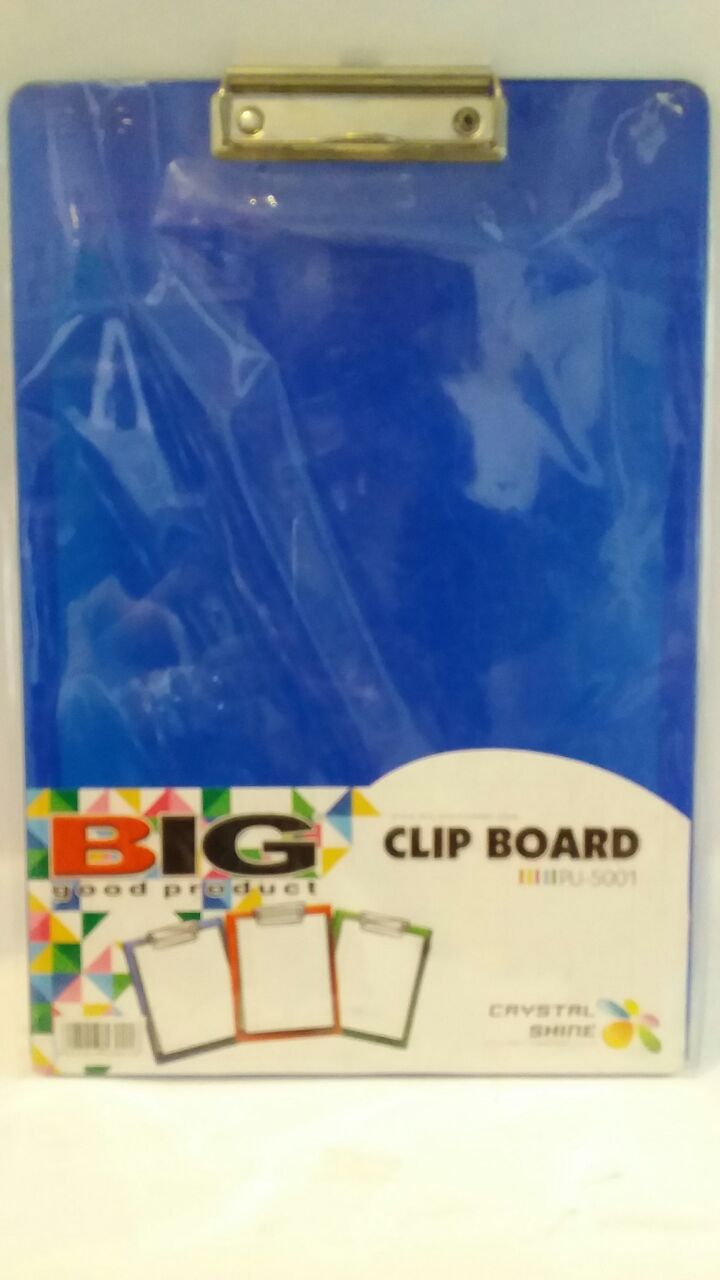 BIG
good product
CLIP BOARD
PU-5001
CRYSTAL
SHINE